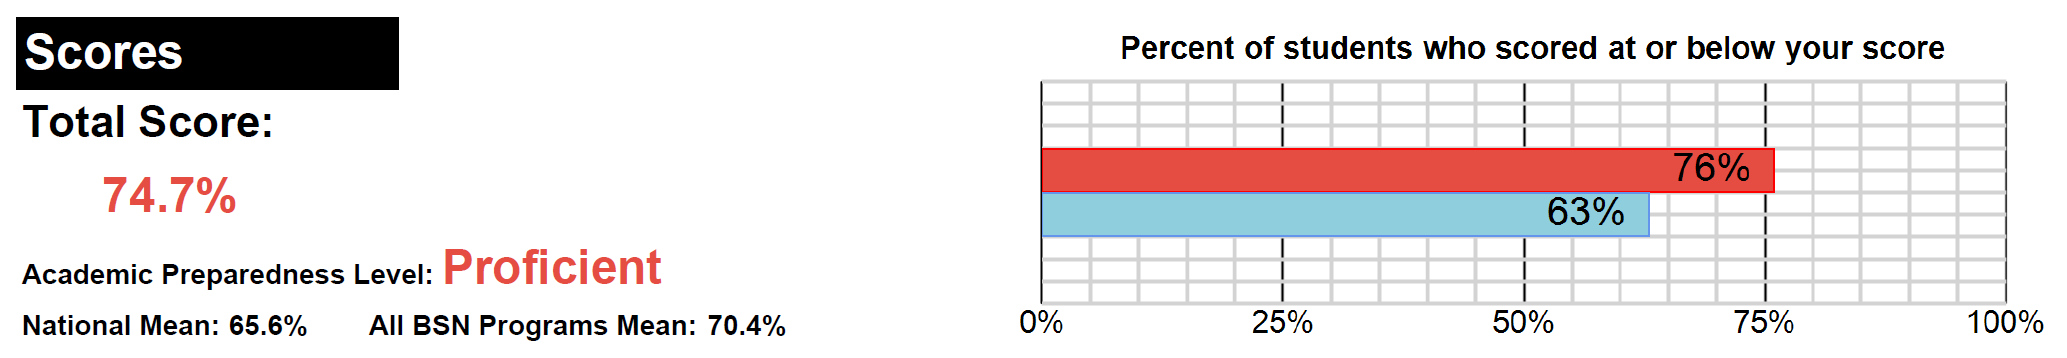 Scores
Total Score:
74.7%
Academic Preparedness Level: Proficient
National Mean: 65.6% All BSN Programs Mean: 70.4%
Percent of students who scored at or below your score
76%
63%
0% 25% 50% 75% 100%